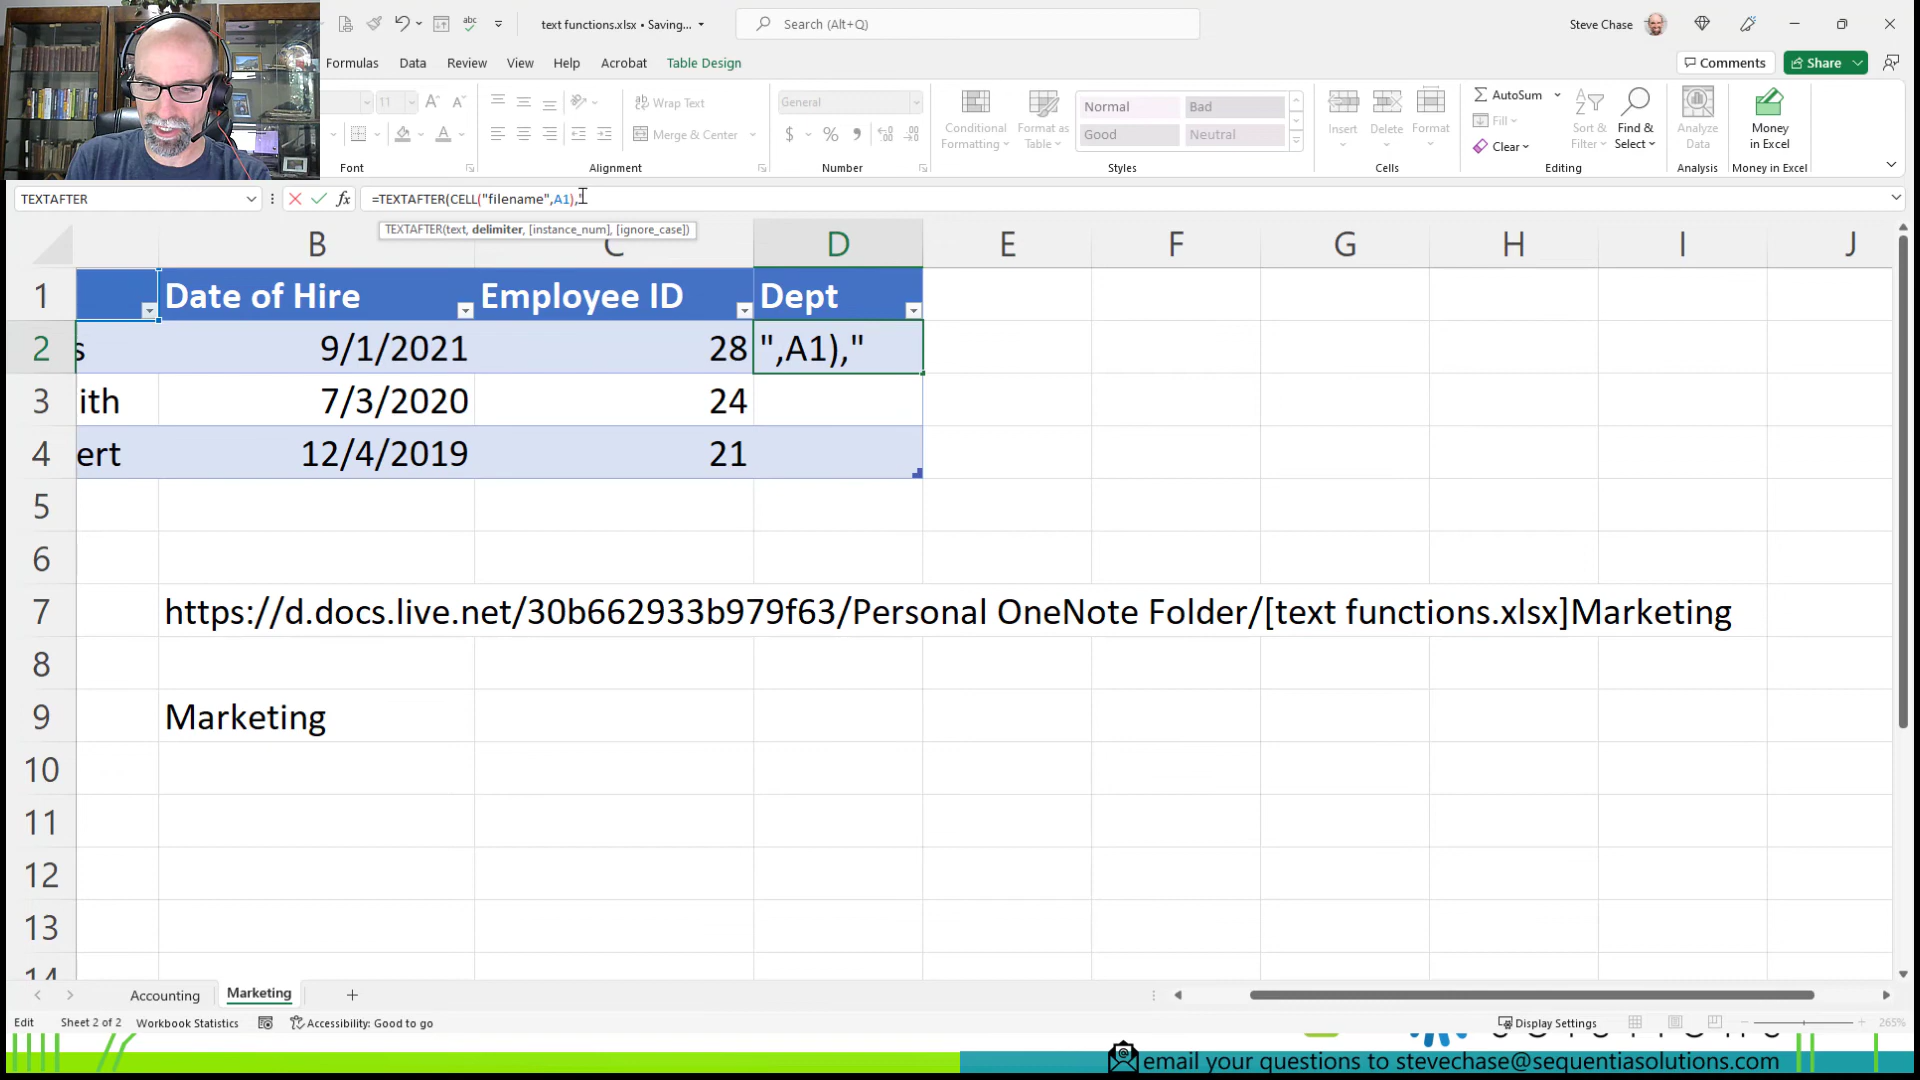 text functions.xlsx • Saving...
Search (Alt+Q)
Steve Chase
Formulas Data Review View Help Acrobat Table Design
Comments Share
11
Wrap Text
Merge & Center
General
$ % ,
Conditional Formatting
Format as Table
Normal Bad
Good Neutral
Insert Delete Format
AutoSum
Fill
Clear
Sort & Filter
Find & Select
Analyze Data
Money in Excel
Font Alignment Number Styles Cells Editing Analysis Money in Excel
TEXTAFTER
=TEXTAFTER(CELL("filename",A1),"
TEXTAFTER(text, delimiter, [instance_num], [ignore_case])
B C D E F G H I J
1 Date of Hire Employee ID Dept
2 s 9/1/2021 28 ",A1),"
3 ith 7/3/2020 24
4 ert 12/4/2019 21
5
6
7 https://d.docs.live.net/30b662933b979f63/Personal OneNote Folder/[text functions.xlsx]Marketing
8
9 Marketing
10
11
12
13
14
Accounting Marketing
Edit Sheet 2 of 2 Workbook Statistics Accessibility: Good to go Display Settings 265%
email your questions to stevechase@sequentiasolutions.com